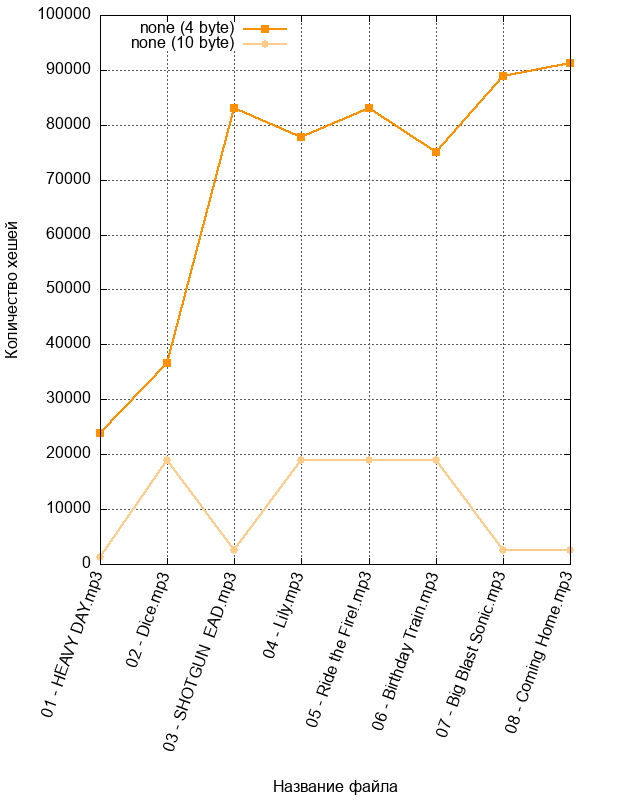 100000
none (4 byte)
none (10 byte)
90000
80000
70000
60000
50000
40000
30000
20000
10000
0
Количество хешей
01 - HEAVY DAY.mp3
02 - Dice.mp3
03 - SHOTGUN  EAD.mp3
04 - Lily.mp3
05 - Ride the Fire!.mp3
06 - Birthday Train.mp3
07 - Big Blast Sonic.mp3
08 - Coming Home.mp3
Название файла